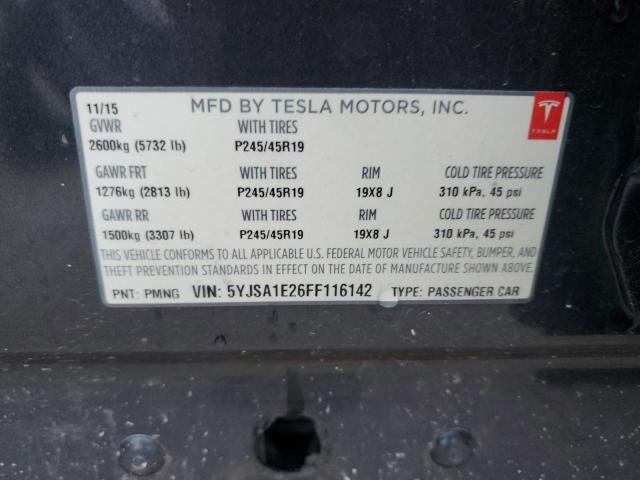 11/15 MFD BY TESLA MOTORS, INC.
TESLA
GVWR WITH TIRES
2600kg (5732 lb) P245/45R19
GAWR FRT WITH TIRES RIM COLD TIRE PRESSURE
1276kg (2813 lb) P245/45R19 19X8 J 310 kPa, 45 psi
GAWR RR WITH TIRES RIM COLD TIRE PRESSURE
1500kg (3307 lb) P245/45R19 19X8 J 310 kPa, 45 psi
THIS VEHICLE CONFORMS TO ALL APPLICABLE U.S. FEDERAL MOTOR VEHICLE SAFETY, BUMPER, AND
THEFT PREVENTION STANDARDS IN EFFECT ON THE DATE OF MANUFACTURE SHOWN ABOVE.
PNT: PMNG VIN: 5YJSA1E26FF116142 TYPE: PASSENGER CAR